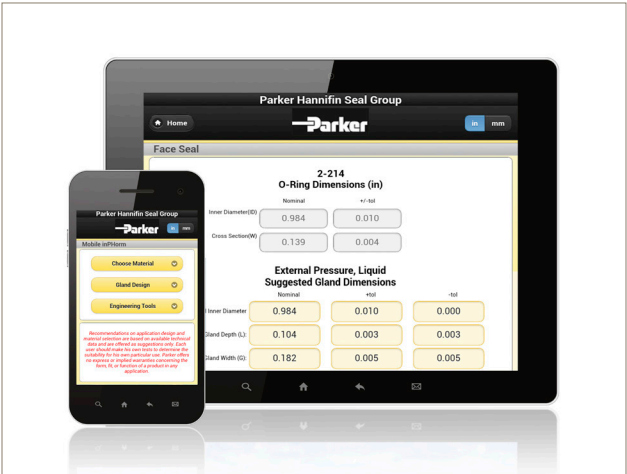 Parker Hannifin Seal Group
Home
Parker
in mm
Face Seal
2-214
O-Ring Dimensions (in)
Nominal +/-tol
Inner Diameter(ID) 0.984 0.010
Cross Section(W) 0.139 0.004
External Pressure, Liquid
Suggested Gland Dimensions
Nominal +tol -tol
Inner Diameter 0.984 0.010 0.000
Gland Depth (L): 0.104 0.003 0.003
Gland Width (G): 0.182 0.005 0.005
Parker Hannifin Seal Group
Parker
in mm
Mobile inPHorm
Choose Material
Gland Design
Engineering Tools
Recommendations on application design and
material selection are based on available technical
data and are offered as suggestions only. Each
user should make his own tests to determine the
suitability for his own particular use. Parker offers
no express or implied warranties concerning the
form, fit, or function of a product in any
application.